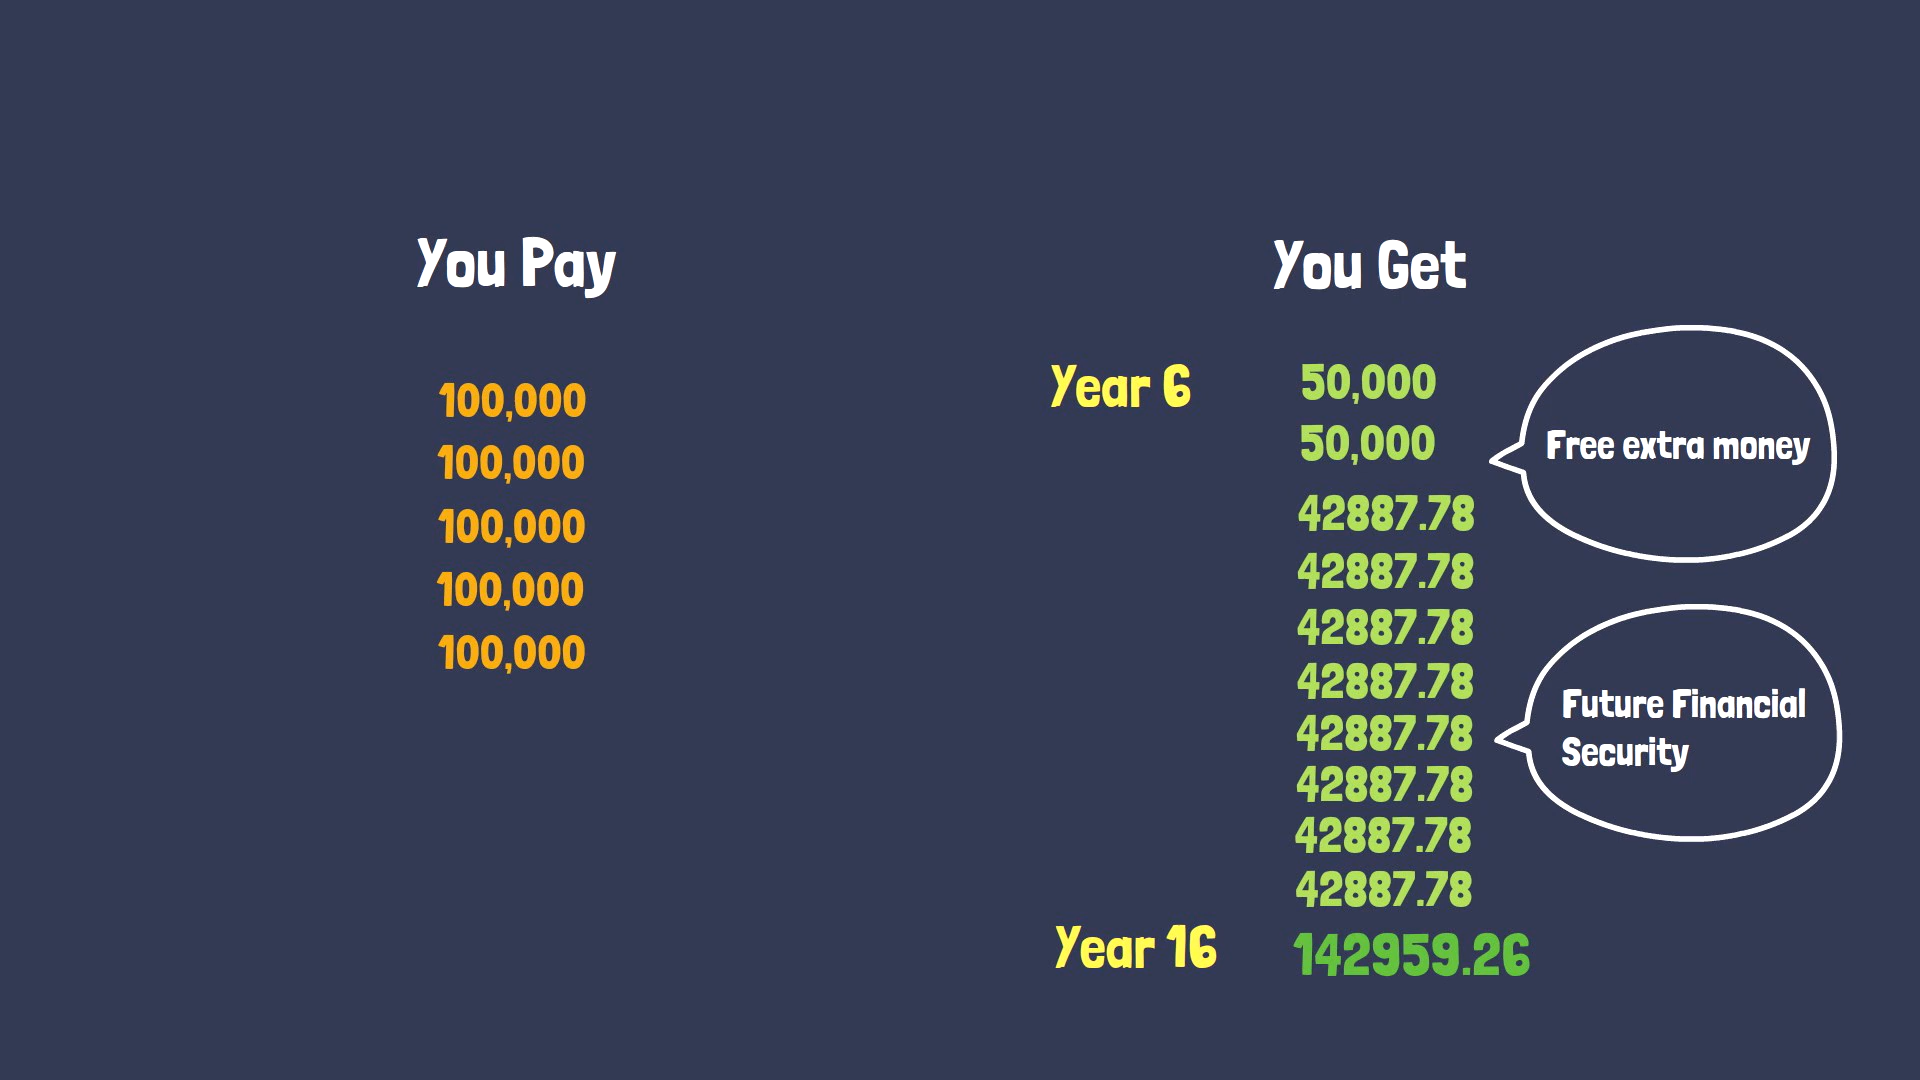 You Pay
100,000
100,000
100,000
100,000
100,000
You Get
Year 6
50,000
50,000
42887.78
42887.78
42887.78
42887.78
42887.78
42887.78
42887.78
42887.78
Year 16
142959.26
Free extra money
Future Financial
Security